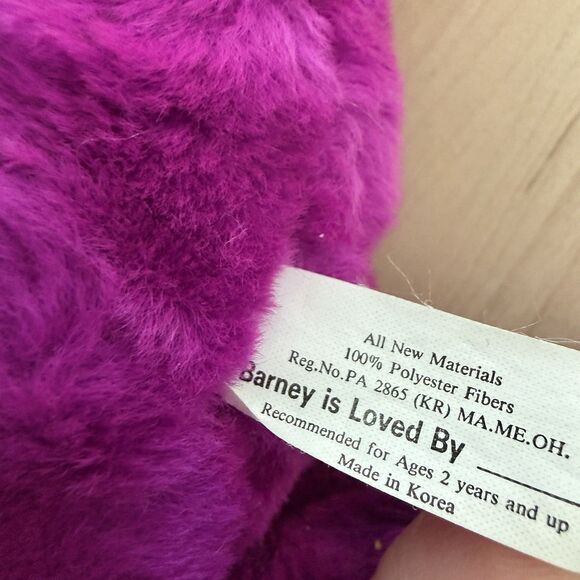 All New Materials
100% Polyester Fibers
Reg.No.PA 2865 (KR) MA.ME.OH.
Barney is Loved By
Recommended for Ages 2 years and up
Made in Korea